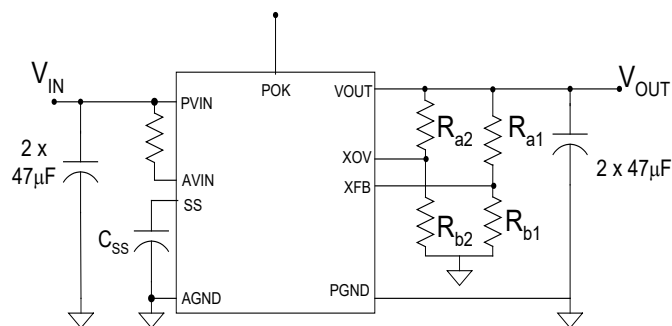 V_IN
PVIN
POK
VOUT
V_OUT
R_a2
R_a1
2 x
47µF
XOV
2 x 47µF
AVIN
XFB
SS
C_SS
R_b2
R_b1
AGND
PGND